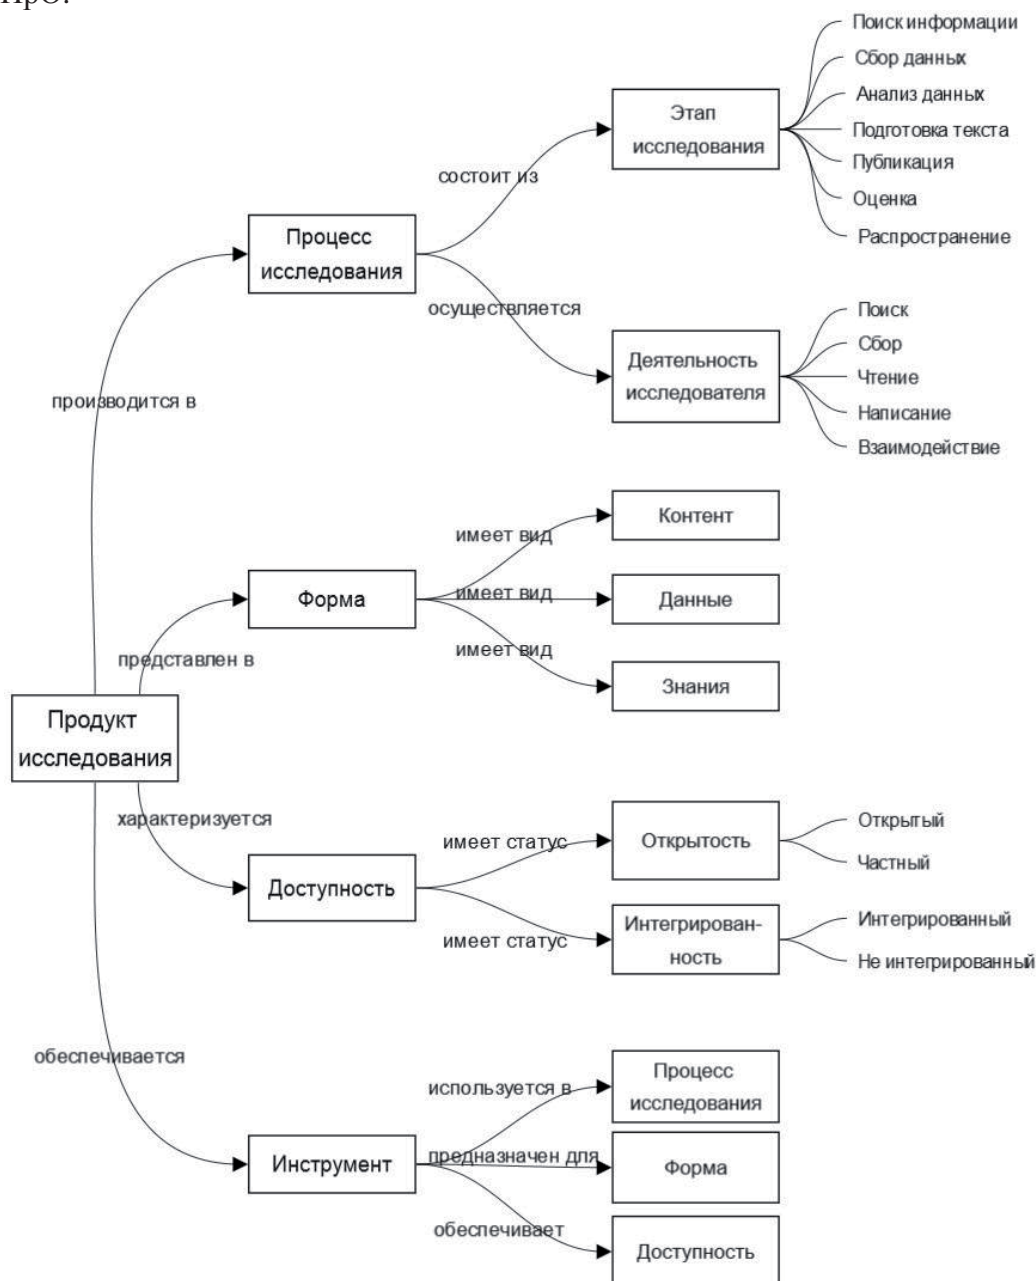 ПрО.
Поиск информации
Сбор данных
Анализ данных
Подготовка текста
Публикация
Оценка
Распространение
Этап
исследования
состоит из
Процесс
исследования
осуществляется
Деятельность
исследователя
Поиск
Сбор
Чтение
Написание
Взаимодействие
производится в
имеет вид
Контент
Форма
имеет вид
Данные
имеет вид
Знания
представлен в
Продукт
исследования
характеризуется
имеет статус
Открытость
Открытый
Частный
Доступность
имеет статус
Интегрирован-
ность
Интегрированный
Не интегрированный
обеспечивается
используется в
Процесс
исследования
Инструмент
предназначен для
Форма
обеспечивает
Доступность